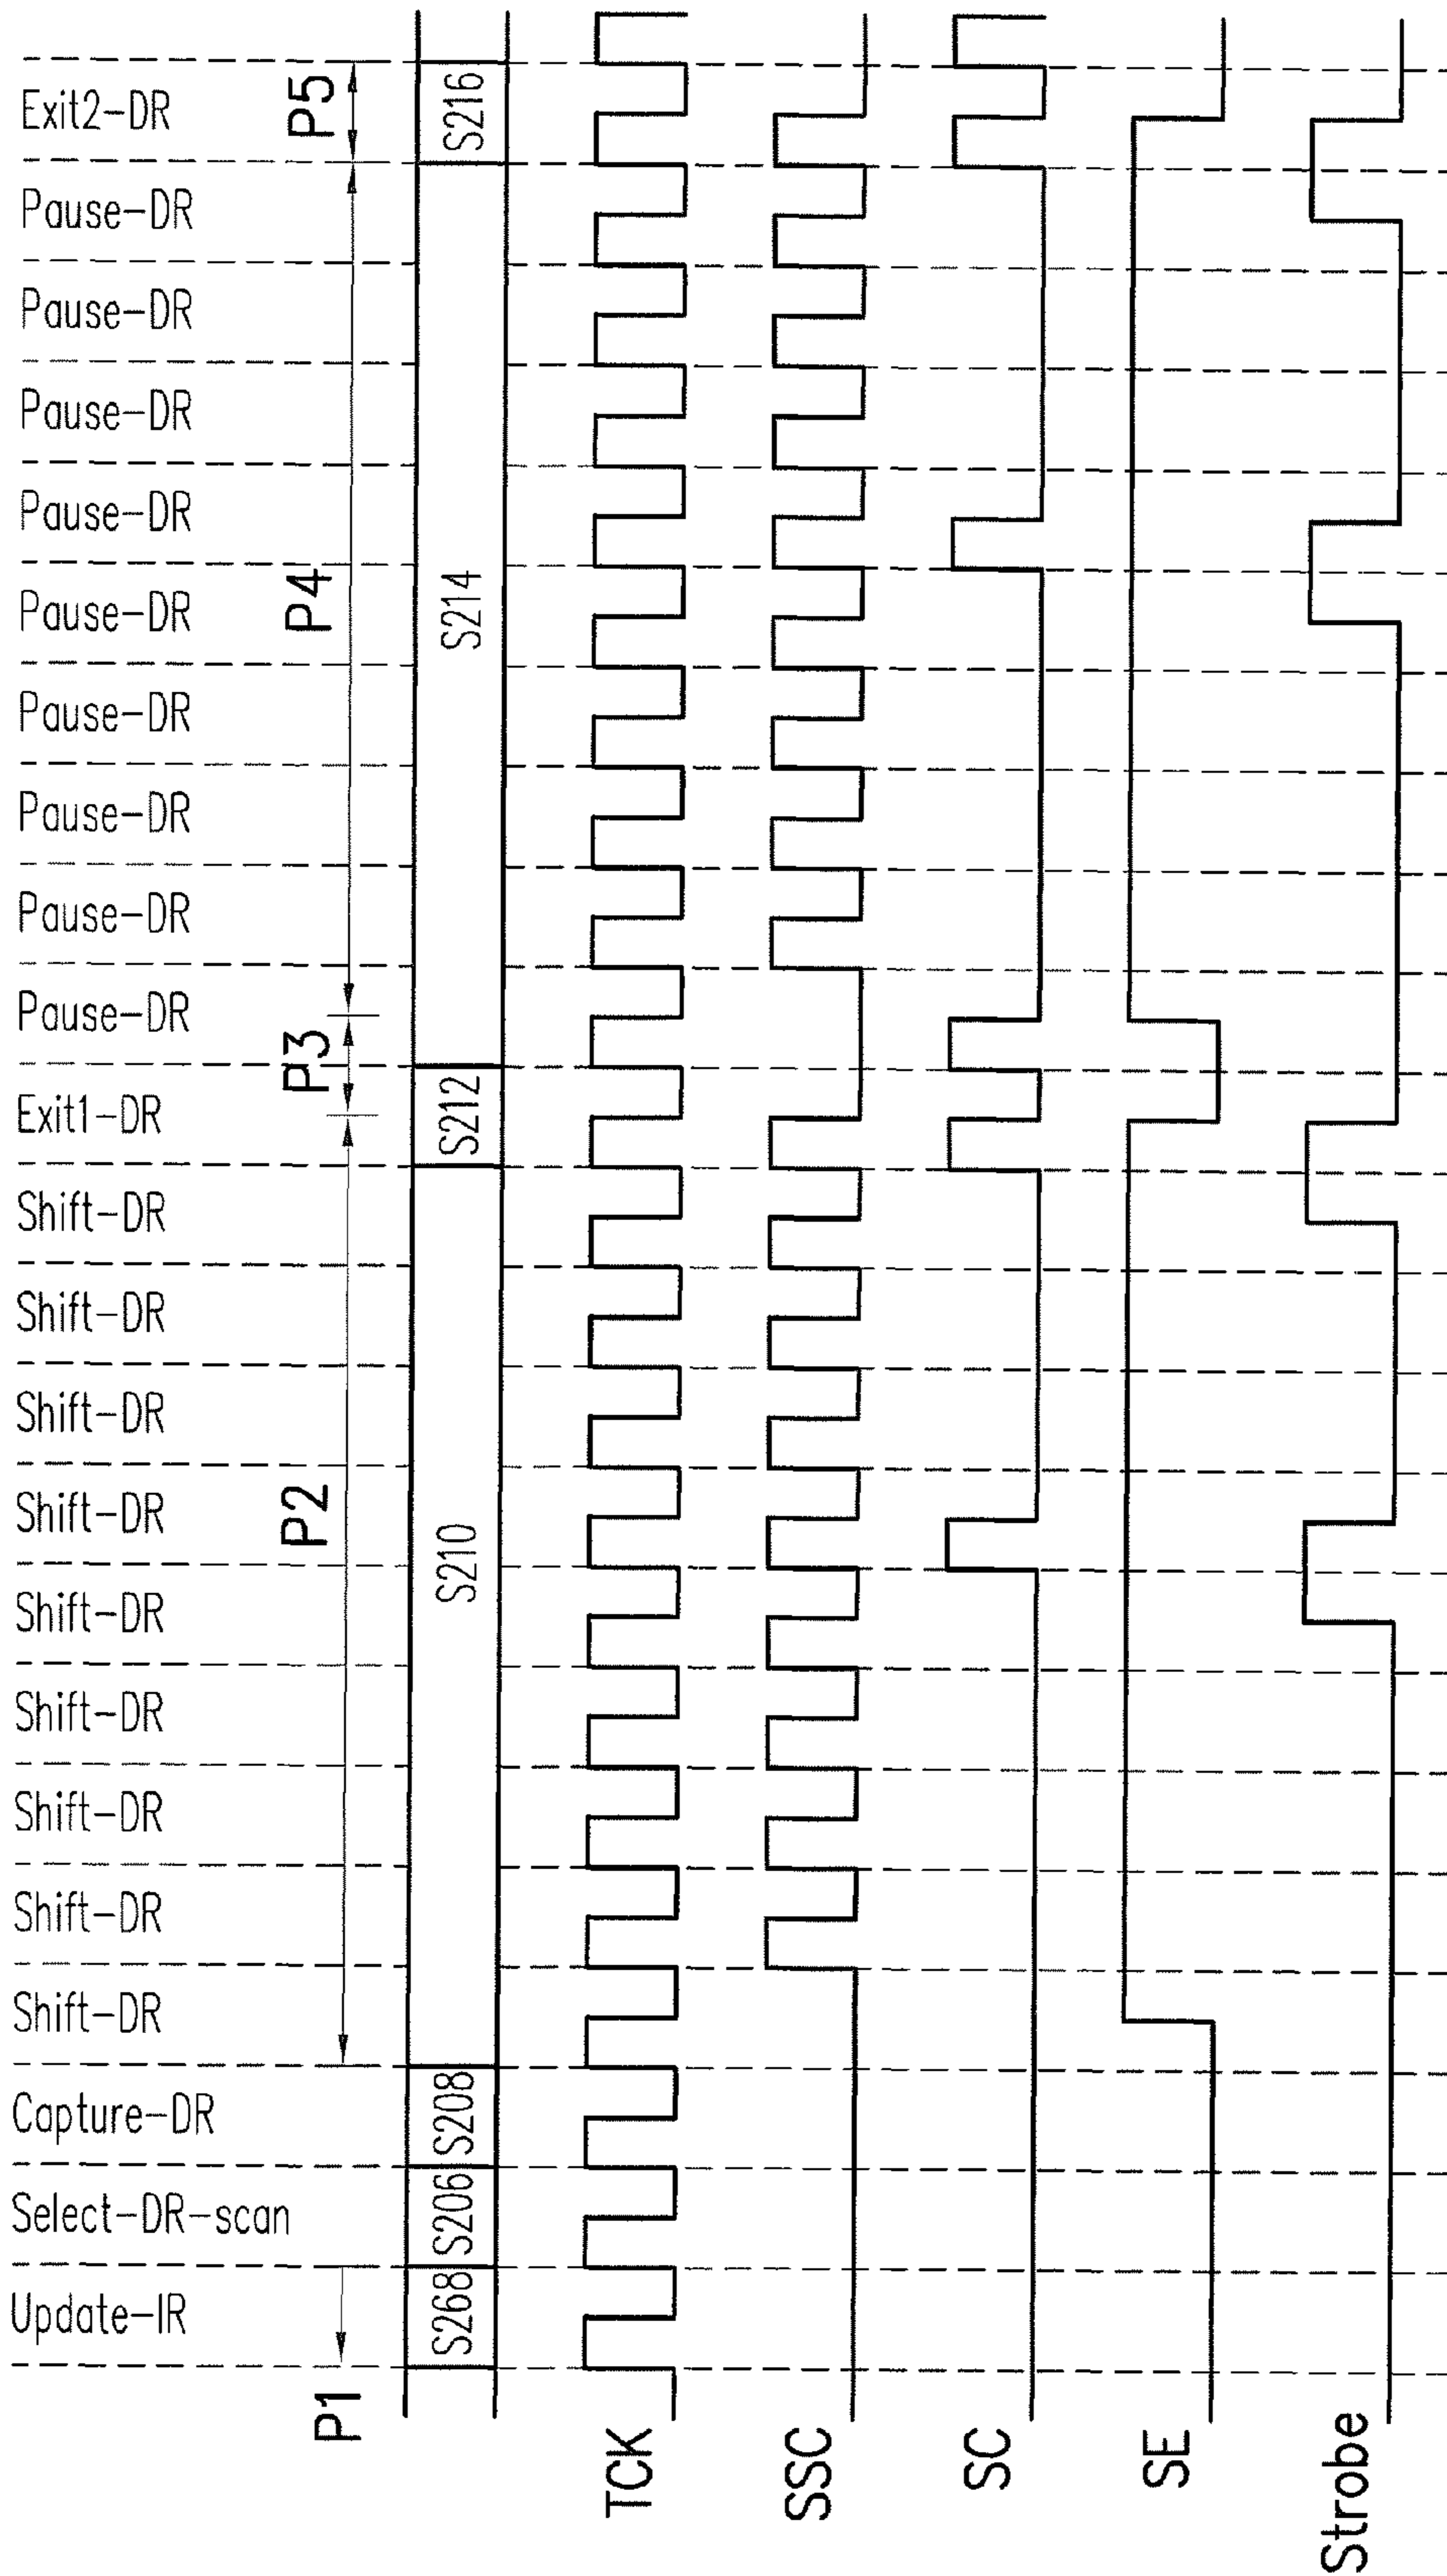 Update-IR
Select-DR-scan
Capture-DR
Shift-DR
Shift-DR
Shift-DR
Shift-DR
Shift-DR
Shift-DR
Shift-DR
Shift-DR
Shift-DR
Exit1-DR
Pause-DR
Pause-DR
Pause-DR
Pause-DR
Pause-DR
Pause-DR
Pause-DR
Pause-DR
Pause-DR
Exit2-DR
P1
P2
P3
P4
P5
S268
S206
S208
S210
S212
S214
S216
TCK
SSC
SC
SE
Strobe